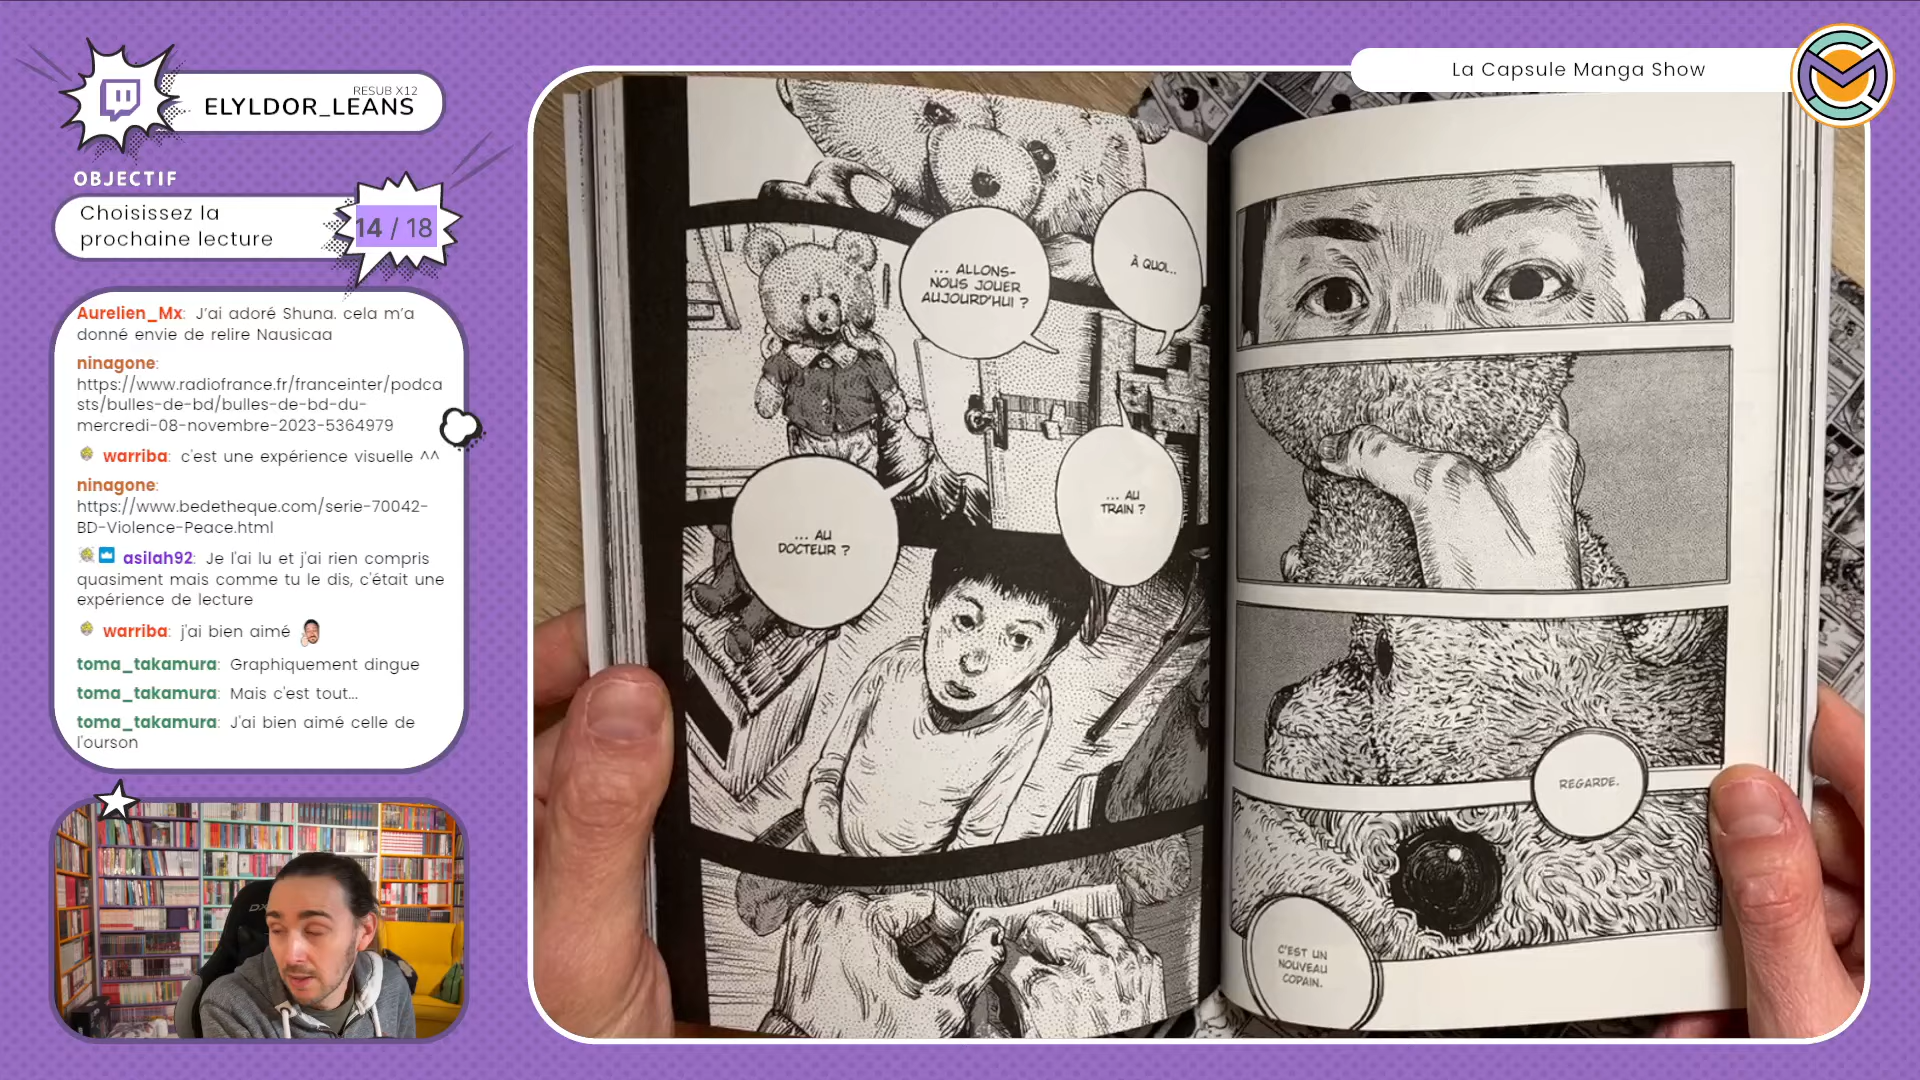 RESUB X12
ELYLDOR_LEANS
OBJECTIF
Choisissez la
prochaine lecture
14 / 18
Aurelien_Mx: J'ai adoré Shuna. cela m'a
donné envie de relire Nausicaa
ninagone:
https://www.radiofrance.fr/franceinter/podca
sts/bulles-de-bd/bulles-de-bd-du-
mercredi-08-novembre-2023-5364979
warriba: c'est une expérience visuelle ^^
ninagone:
https://www.bedetheque.com/serie-70042-
BD-Violence-Peace.html
asilah92: Je l'ai lu et j'ai rien compris
quasiment mais comme tu le dis, c'était une
expérience de lecture
warriba: j'ai bien aimé
toma_takamura: Graphiquement dingue
toma_takamura: Mais c'est tout...
toma_takamura: J'ai bien aimé celle de
l'ourson
La Capsule Manga Show
À QUOI...
... ALLONS-
NOUS JOUER
AUJOURD'HUI ?
... AU
TRAIN ?
... AU
DOCTEUR ?
REGARDE.
C'EST UN
NOUVEAU
COPAIN.